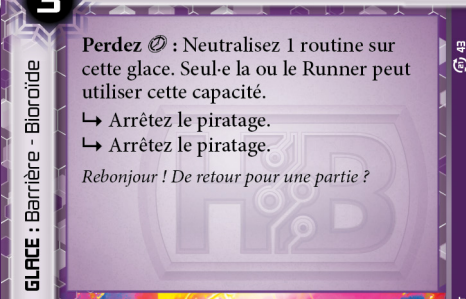 Perdez : Neutralisez 1 routine sur
cette glace. Seul·e la ou le Runner peut
utiliser cette capacité.
↳ Arrêtez le piratage.
↳ Arrêtez le piratage.
Rebonjour ! De retour pour une partie ?
GLACE : Barrière - Bioroïde
43
HB